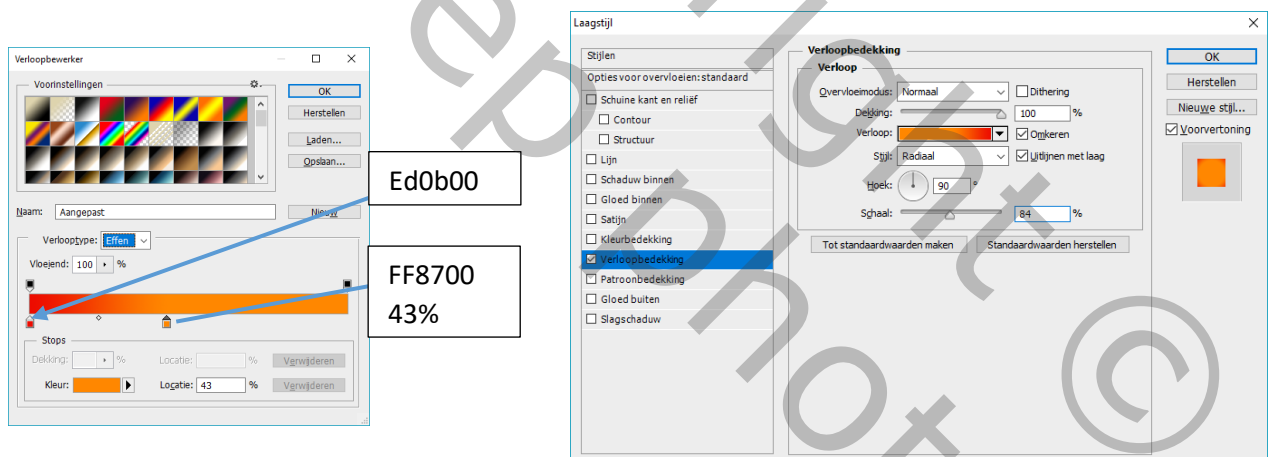 Verloopbewerker
Voorinstellingen
OK
Herstellen
Laden...
Opslaan...
Naam: Aangepast
Nieuw
Verlooptype: Effen
Vloeiend: 100 %
Stops
Dekking: % Locatie: % Verwijderen
Kleur: Locatie: 43 % Verwijderen
Ed0b00
FF8700
43%
Laagstijl
Stijlen
Opties voor overvloeien: standaard
Schuine kant en reliëf
Contour
Structuur
Lijn
Schaduw binnen
Gloed binnen
Satijn
Kleurbedekking
Verloopbedekking
Patroonbedekking
Gloed buiten
Slagschaduw
Verloopbedekking
Verloop
Overvloeimodus: Normaal Dithering
Dekking: 100 %
Verloop: Omkeren
Stijl: Radiaal Uitlijnen met laag
Hoek: 90 °
Schaal: 84 %
Tot standaardwaarden maken Standaardwaarden herstellen
OK
Herstellen
Nieuwe stijl...
Voorvertoning
©